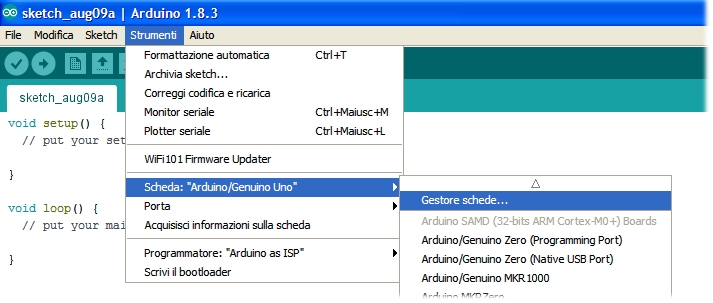 sketch_aug09a | Arduino 1.8.3
File Modifica Sketch Strumenti Aiuto
sketch_aug09a
void setup() {
// put your set
}
void loop() {
// put your mai
}
Formattazione automatica Ctrl+T
Archivia sketch...
Correggi codifica e ricarica
Monitor seriale Ctrl+Maiusc+M
Plotter seriale Ctrl+Maiusc+L
WiFi101 Firmware Updater
Scheda: "Arduino/Genuino Uno"
Porta
Acquisisci informazioni sulla scheda
Programmatore: "Arduino as ISP"
Scrivi il bootloader
Gestore schede...
Arduino SAMD (32-bits ARM Cortex-M0+) Boards
Arduino/Genuino Zero (Programming Port)
Arduino/Genuino Zero (Native USB Port)
Arduino/Genuino MKR1000
Arduino MKRZero